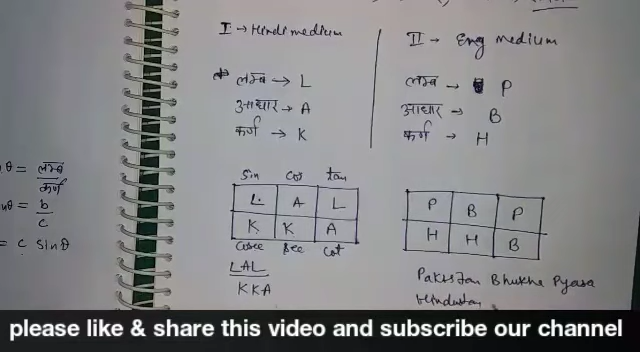 I → Hindi medium
लम्ब → L
आधार → A
कर्ण → K
II → Eng medium
लम्ब → P
आधार → B
कर्ण → H
θ = लम्ब/कर्ण
θ = b/c
= c sinθ
sin cos tan
L A L
K K A
cosec sec cot
LAL
KKA
P B P
H H B
Pakistan Bhukha Pyasa
Hindustan
please like & share this video and subscribe our channel